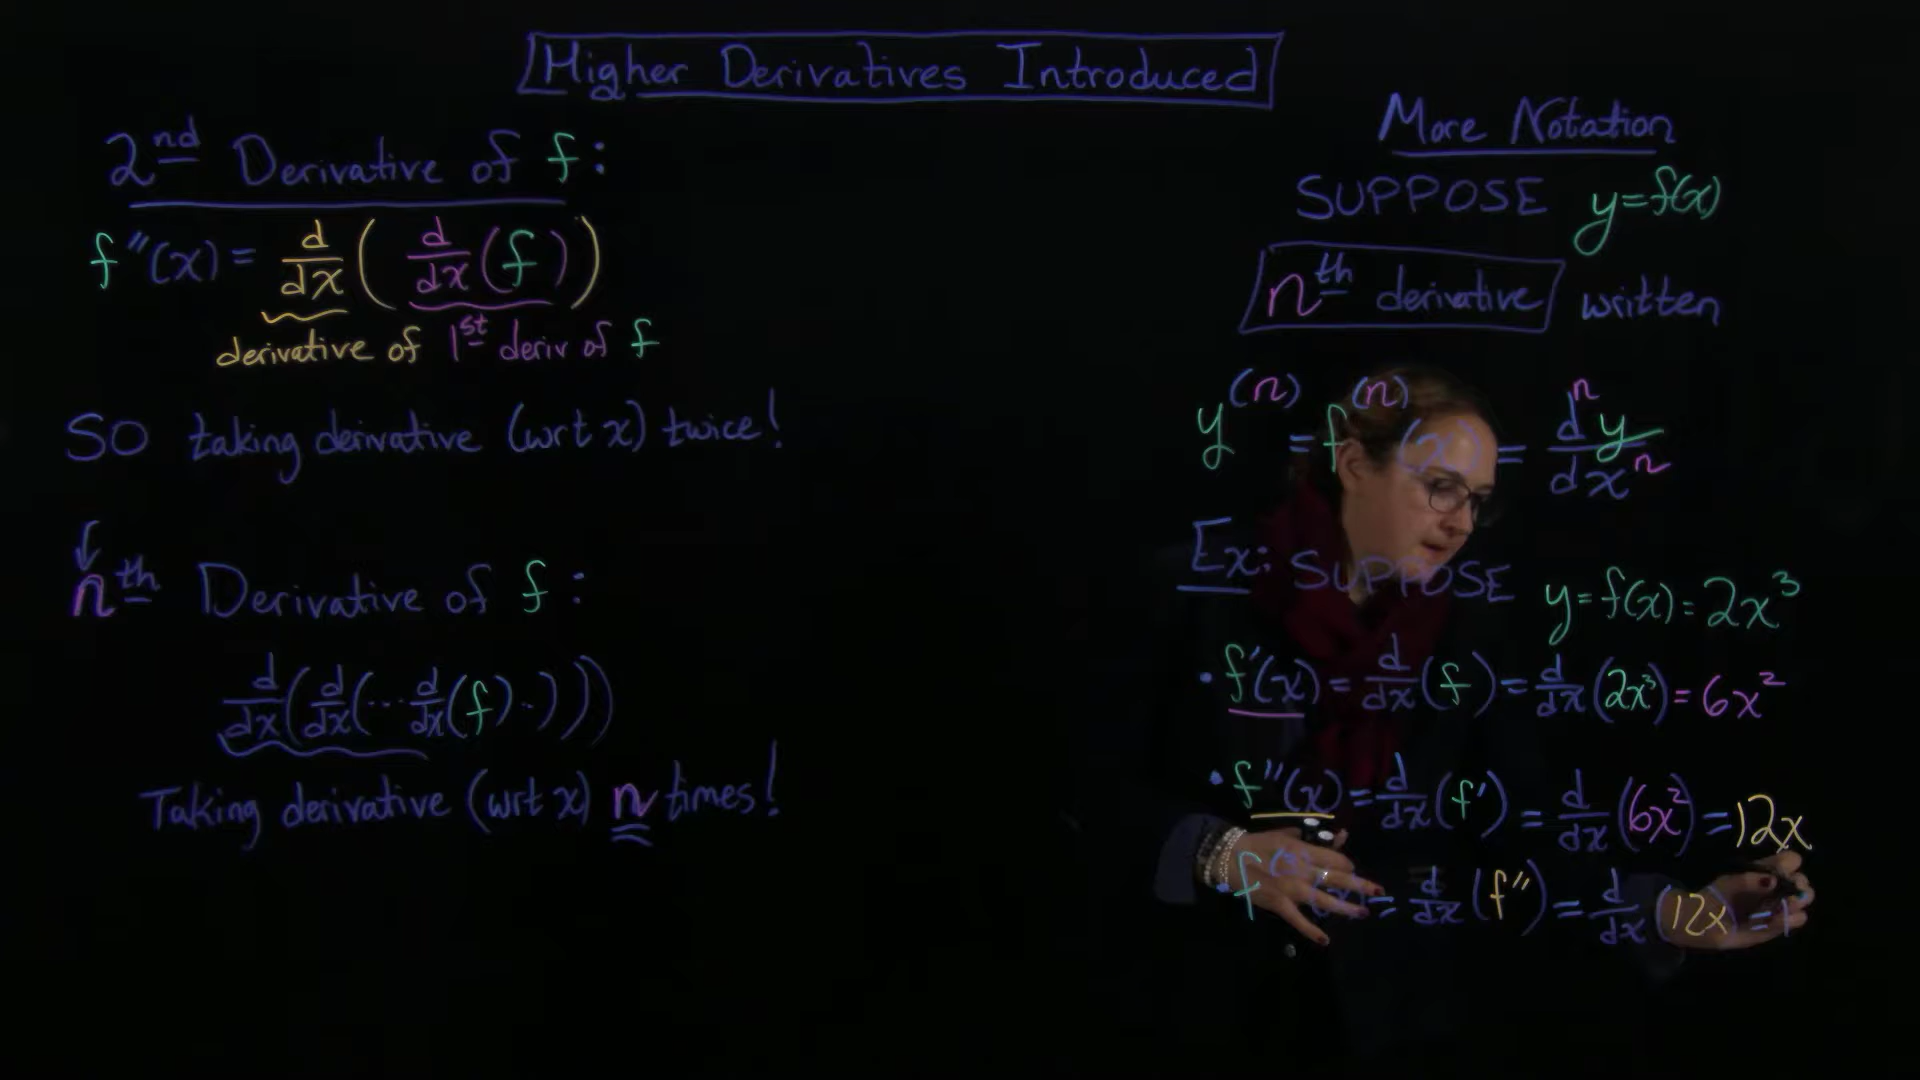 Higher Derivatives Introduced
2nd Derivative of f:
f''(x) = d/dx ( d/dx (f) )
derivative of 1st deriv of f
SO taking derivative (wrt x) twice!
nth Derivative of f:
d/dx ( d/dx ( ... d/dx (f) .. ) ) )
Taking derivative (wrt x) n times!
More Notation
SUPPOSE y=f(x)
nth derivative written
y^(n) = f^(n) (x) = d^n y / dx^n
Ex: SUPPOSE y = f(x) = 2x³
• f'(x) = d/dx (f) = d/dx (2x³) = 6x²
• f''(x) = d/dx (f') = d/dx (6x²) = 12x
• f (x) = d/dx (f'') = d/dx (12x) = 1